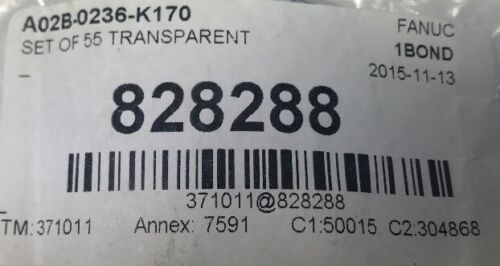 A02B-0236-K170
FANUC
SET OF 55 TRANSPARENT
1BOND
2015-11-13
828288
371011@828288
TM:371011 Annex: 7591 C1:50015 C2:304868